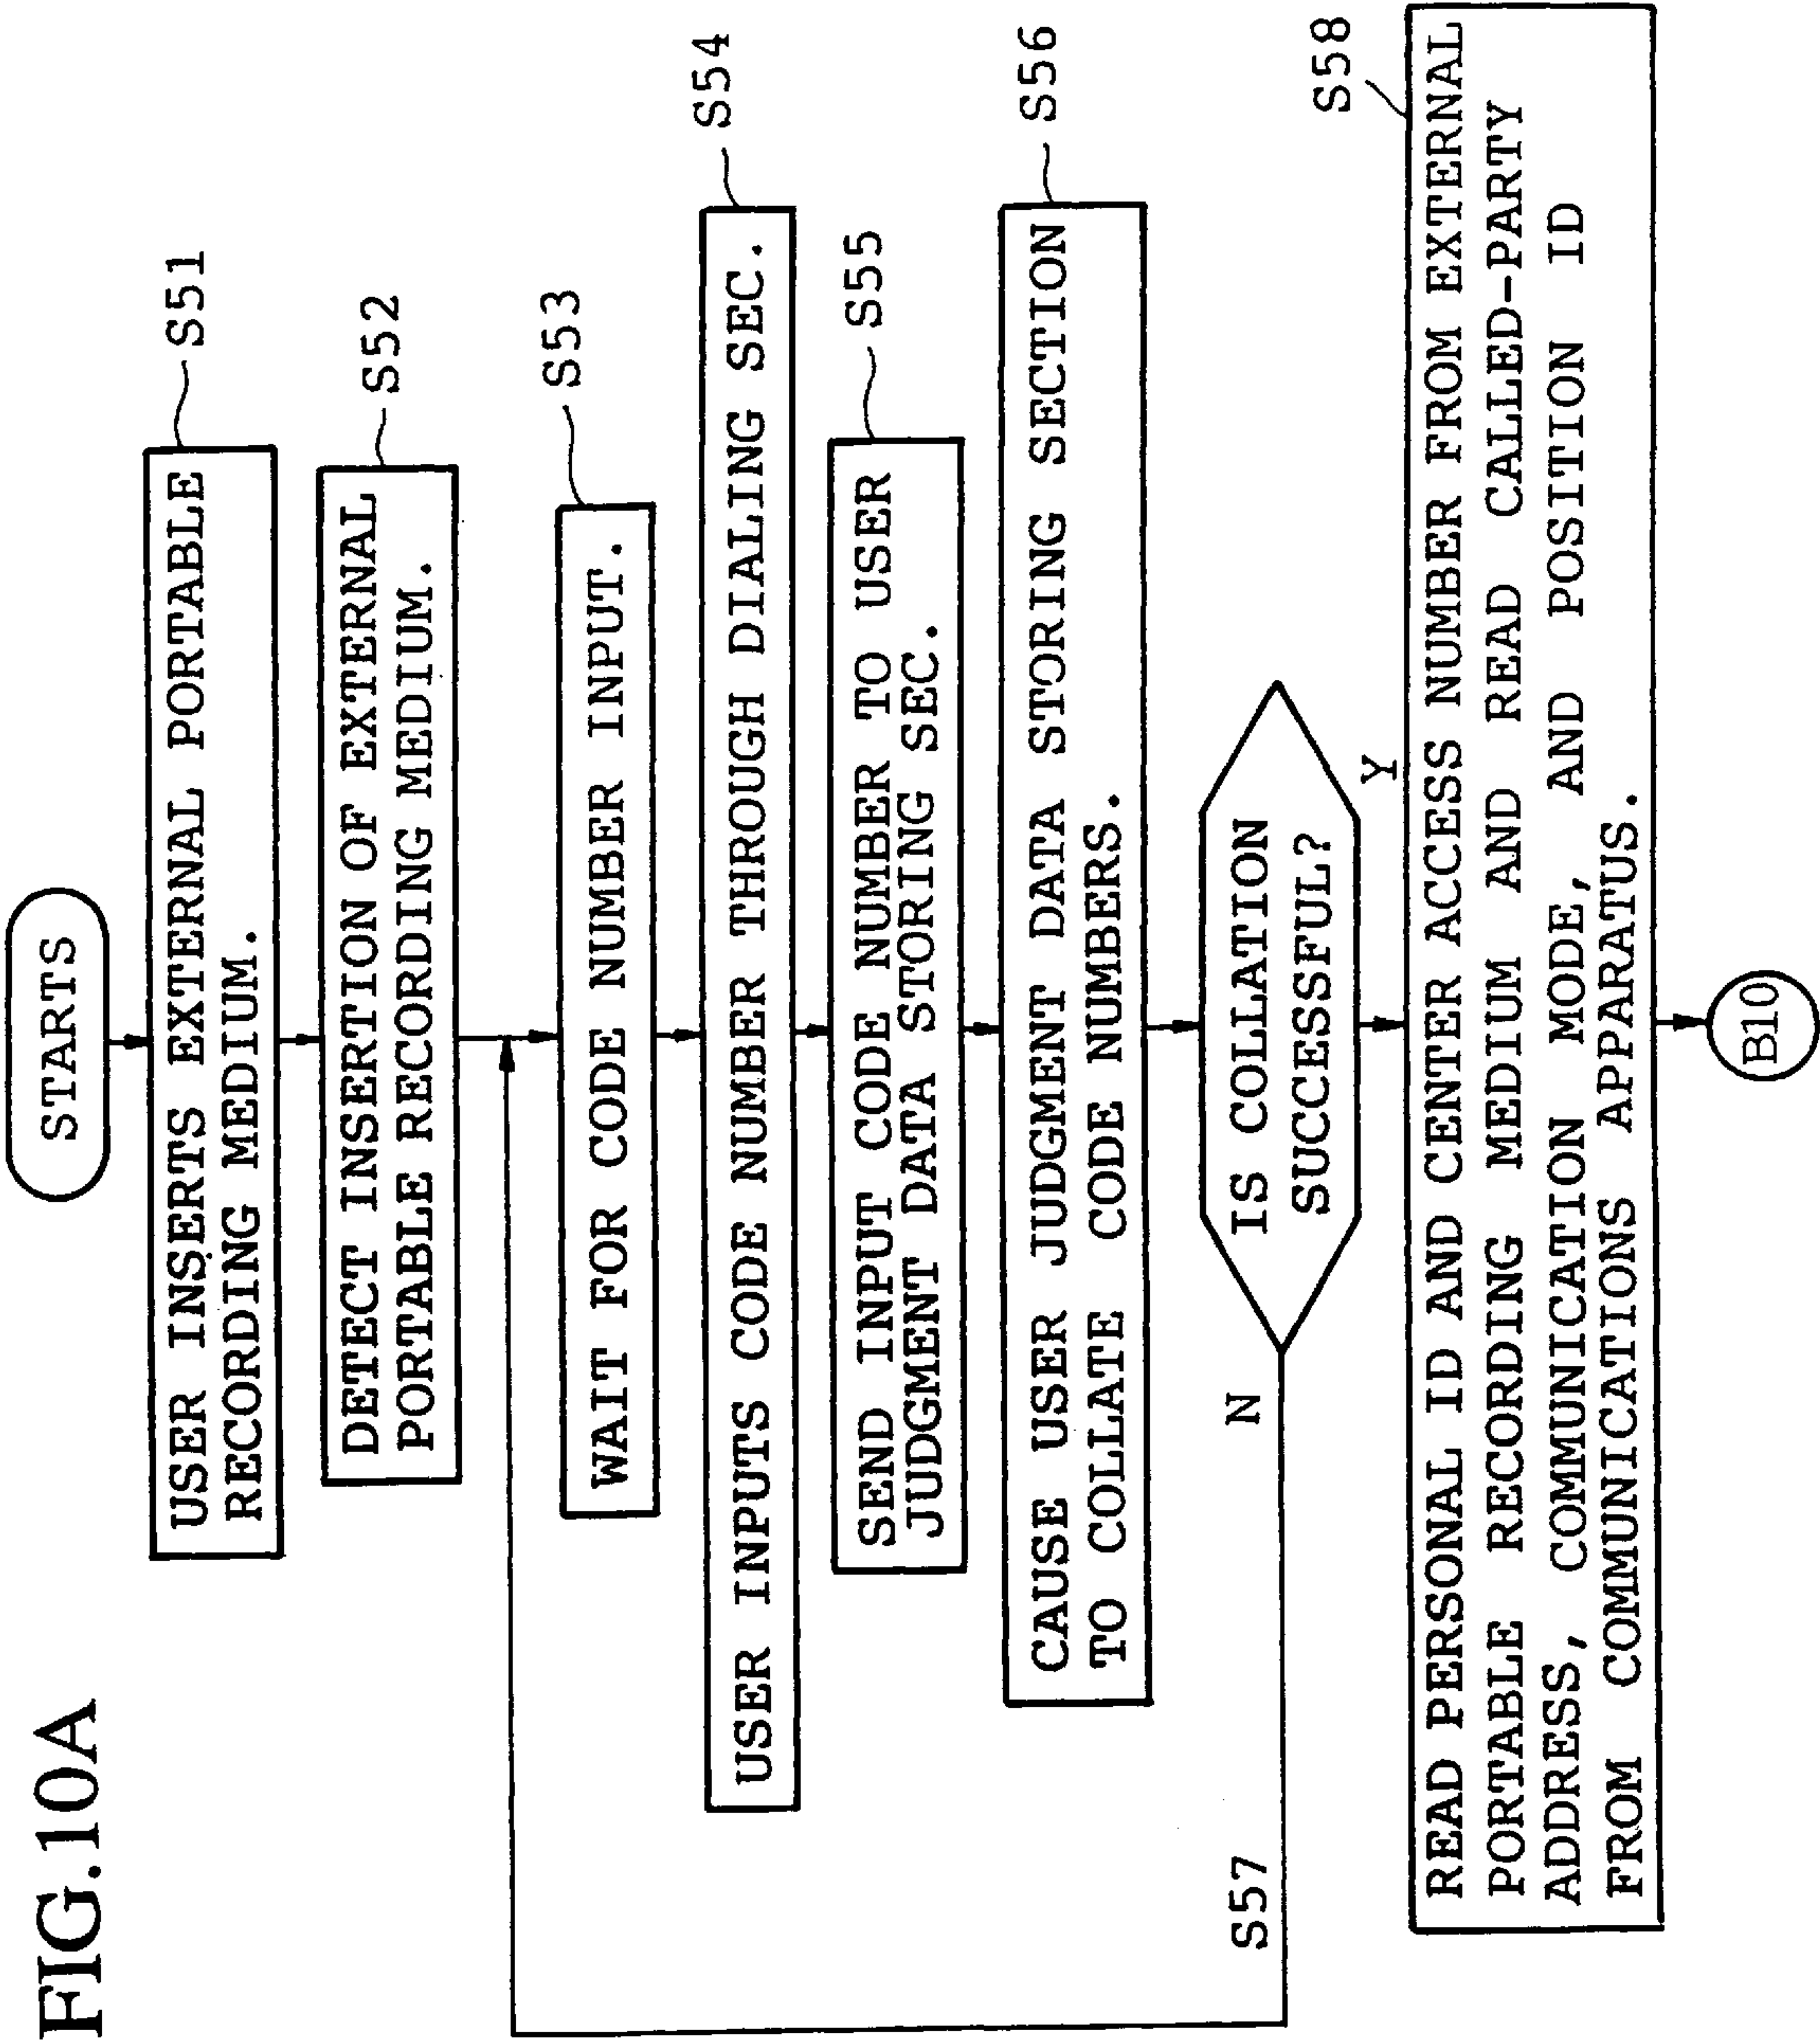 FIG.10A
STARTS
USER INSERTS EXTERNAL PORTABLE
RECORDING MEDIUM.
S51
DETECT INSERTION OF EXTERNAL
PORTABLE RECORDING MEDIUM.
S52
WAIT FOR CODE NUMBER INPUT.
S53
USER INPUTS CODE NUMBER THROUGH DIALING SEC.
S54
SEND INPUT CODE NUMBER TO USER
JUDGMENT DATA STORING SEC.
S55
CAUSE USER JUDGMENT DATA STORING SECTION
TO COLLATE CODE NUMBERS.
S56
IS COLLATION
SUCCESSFUL?
N
S57
Y
S58
READ PERSONAL ID AND CENTER ACCESS NUMBER FROM EXTERNAL
PORTABLE RECORDING MEDIUM AND READ CALLED-PARTY
ADDRESS, COMMUNICATION MODE, AND POSITION ID
FROM COMMUNICATIONS APPARATUS.
B10